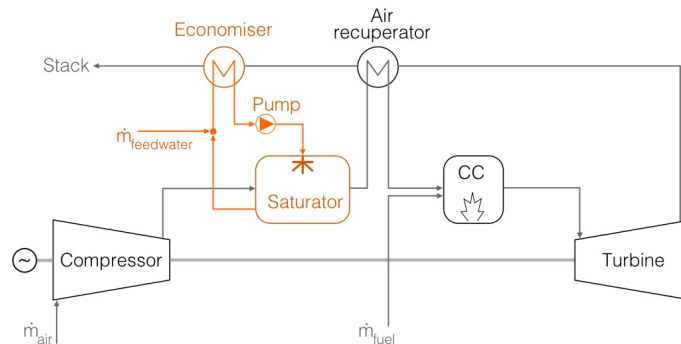 Economiser
Air
recuperator
Stack
Pump
ṁfeedwater
CC
Saturator
~
Compressor
Turbine
ṁair
ṁfuel